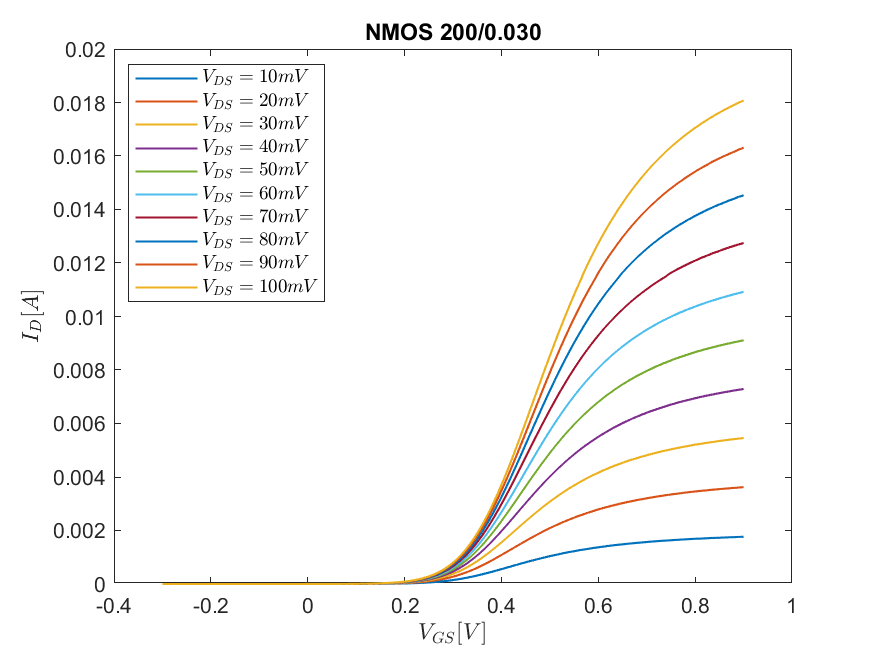 NMOS 200/0.030
0.02
0.018
0.016
0.014
0.012
0.01
0.008
0.006
0.004
0.002
0
I_D[A]
V_DS = 10mV
V_DS = 20mV
V_DS = 30mV
V_DS = 40mV
V_DS = 50mV
V_DS = 60mV
V_DS = 70mV
V_DS = 80mV
V_DS = 90mV
V_DS = 100mV
-0.4 -0.2 0 0.2 0.4 0.6 0.8 1
V_GS[V]